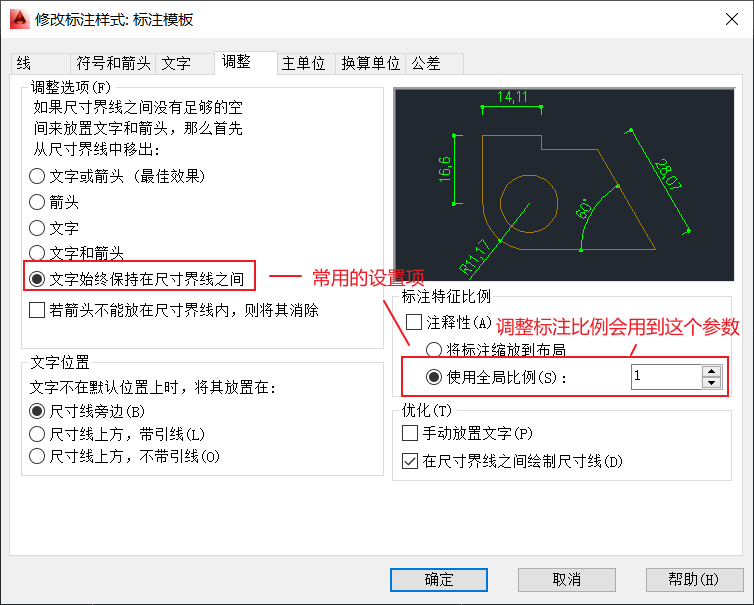 修改标注样式: 标注模板
线 符号和箭头 文字 调整 主单位 换算单位 公差
调整选项(F)
如果尺寸界线之间没有足够的空
间来放置文字和箭头，那么首先
从尺寸界线中移出：
文字或箭头（最佳效果）
箭头
文字
文字和箭头
文字始终保持在尺寸界线之间
若箭头不能放在尺寸界线内，则将其消除
文字位置
文字不在默认位置上时，将其放置在：
尺寸线旁边(B)
尺寸线上方，带引线(L)
尺寸线上方，不带引线(O)
14,11
16,6
28,07
60°
R11,17
常用的设置项
标注特征比例
注释性(A)
调整标注比例会用到这个参数
将标注缩放到布局
使用全局比例(S)：
1
优化(T)
手动放置文字(P)
在尺寸界线之间绘制尺寸线(D)
确定 取消 帮助(H)